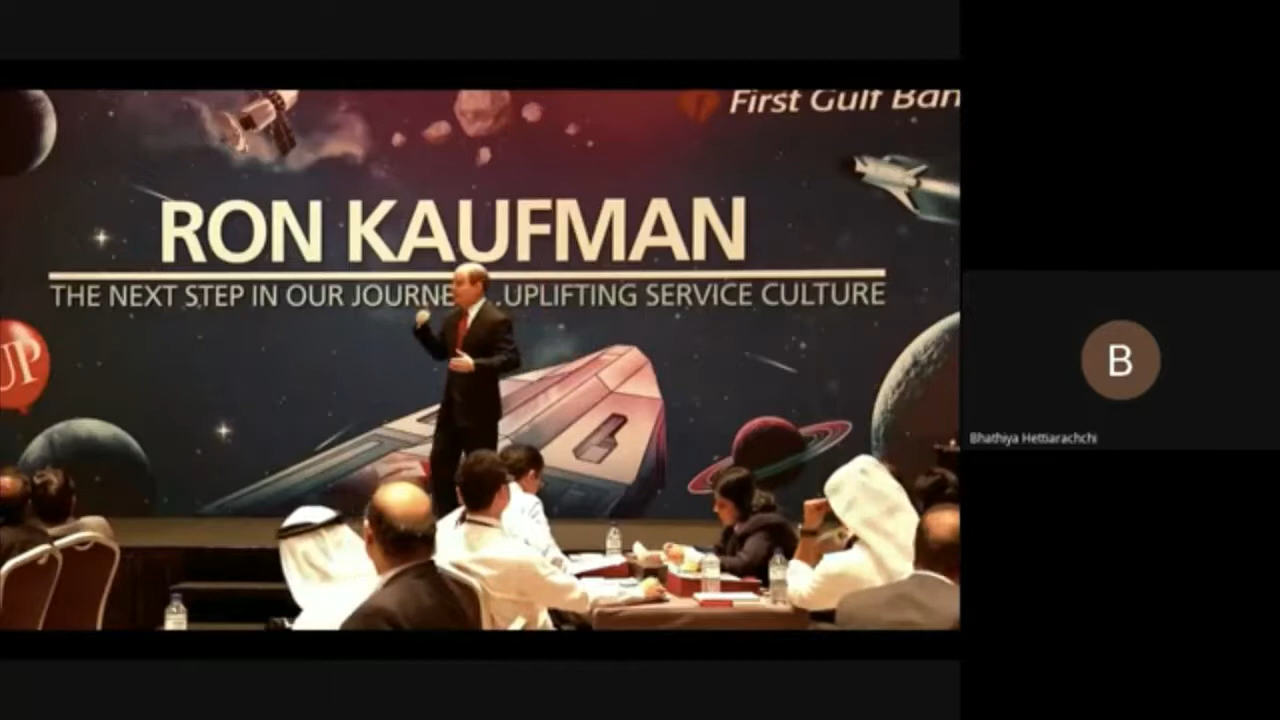 First Gulf Ban
RON KAUFMAN
THE NEXT STEP IN OUR JOURNE .UPLIFTING SERVICE CULTURE
UP
B
Bhathiya Hettiarachchi